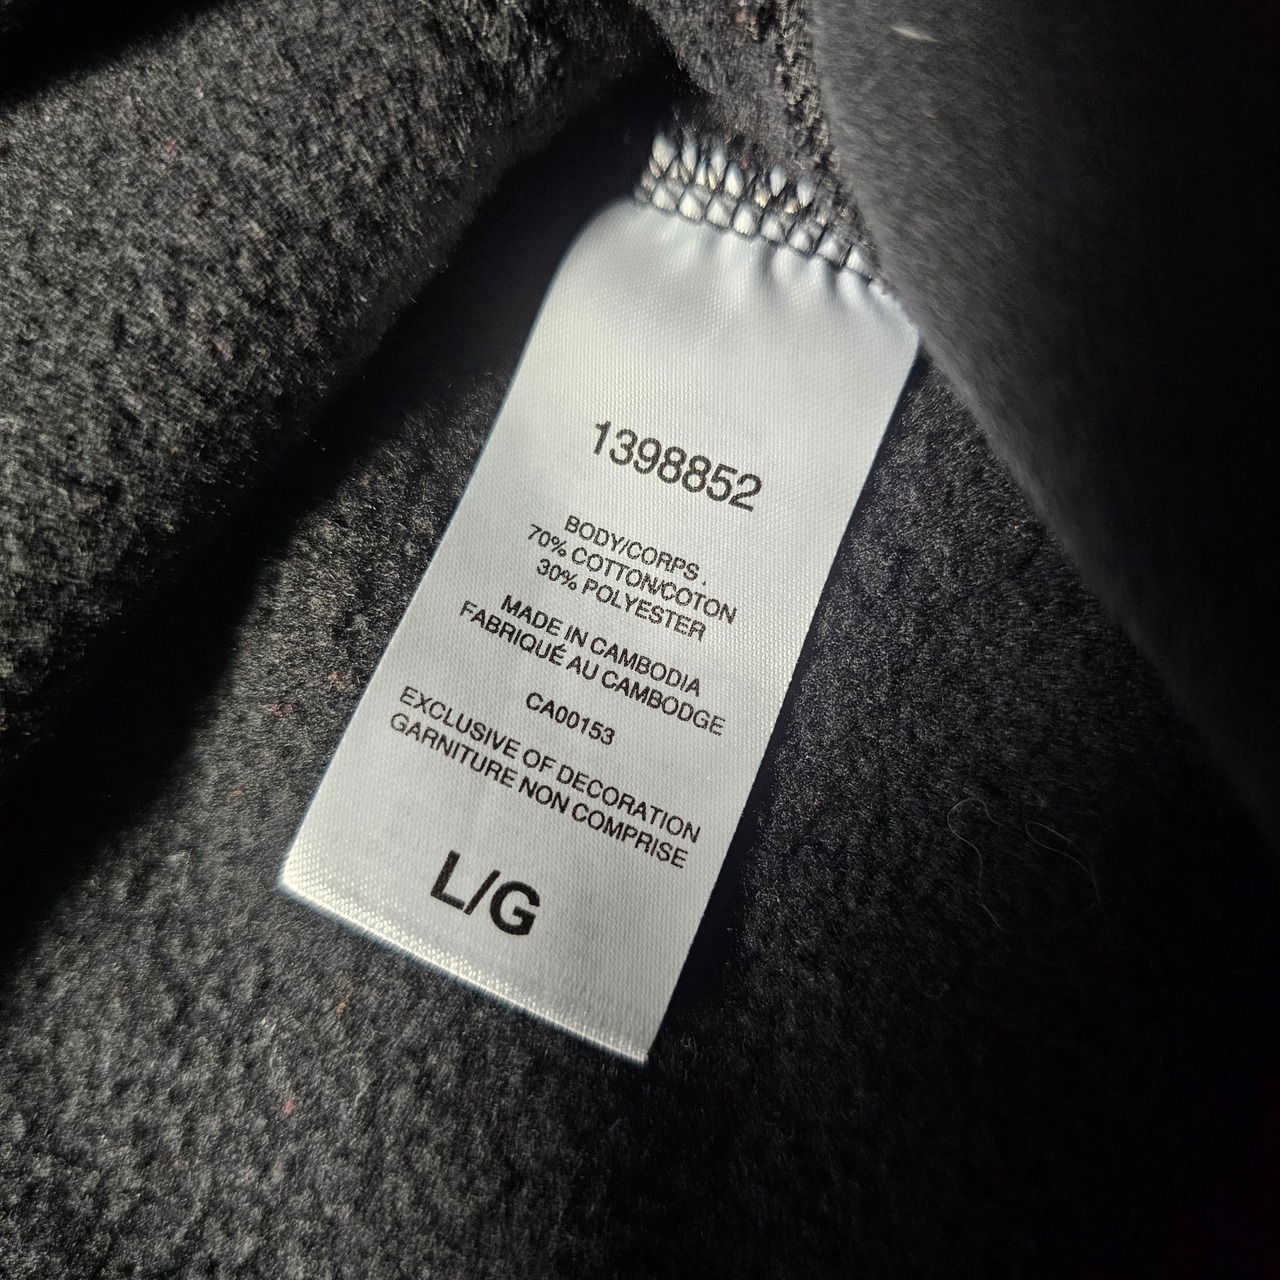 1398852
BODY/CORPS .
70% COTTON/COTON
30% POLYESTER
MADE IN CAMBODIA
FABRIQUÉ AU CAMBODGE
CA00153
EXCLUSIVE OF DECORATION
GARNITURE NON COMPRISE
L/G